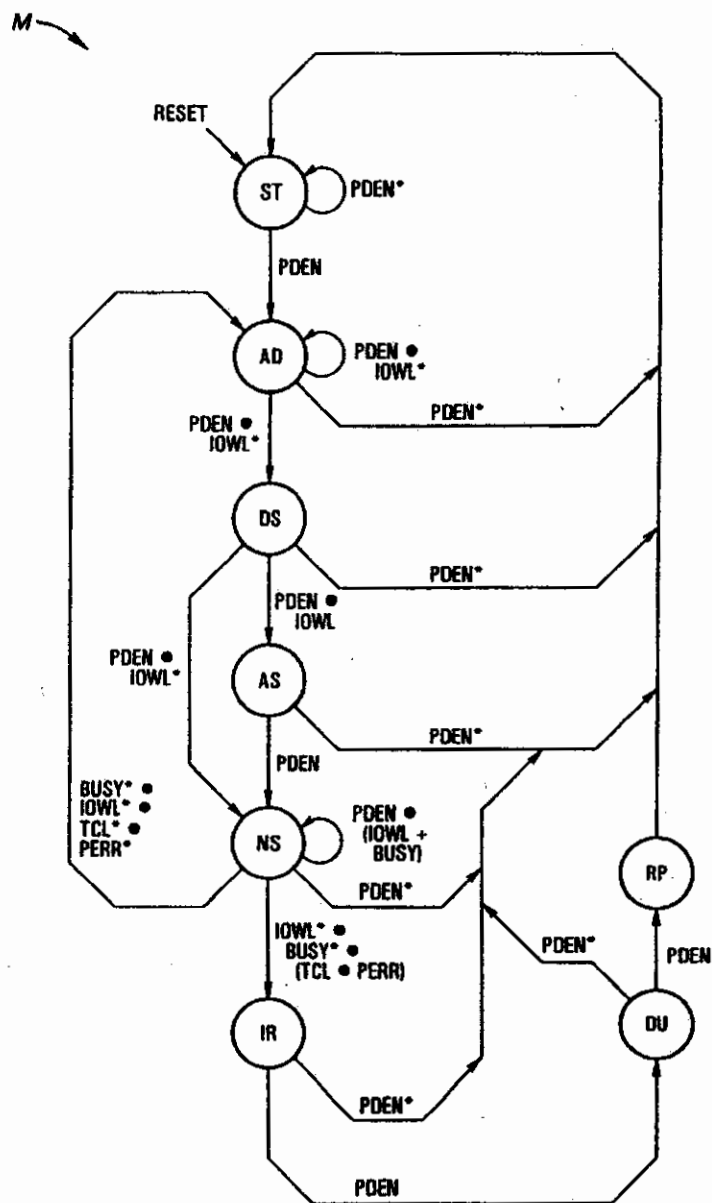 M
RESET
ST
PDEN*
PDEN
AD
PDEN •
IOWL*
PDEN*
PDEN •
IOWL*
DS
PDEN*
PDEN •
IOWL
PDEN •
IOWL*
AS
PDEN*
PDEN
BUSY* •
IOWL* •
TCL* •
PERR*
NS
PDEN •
(IOWL +
BUSY)
PDEN*
RP
IOWL* •
BUSY* •
(TCL • PERR)
PDEN*
PDEN
DU
IR
PDEN*
PDEN